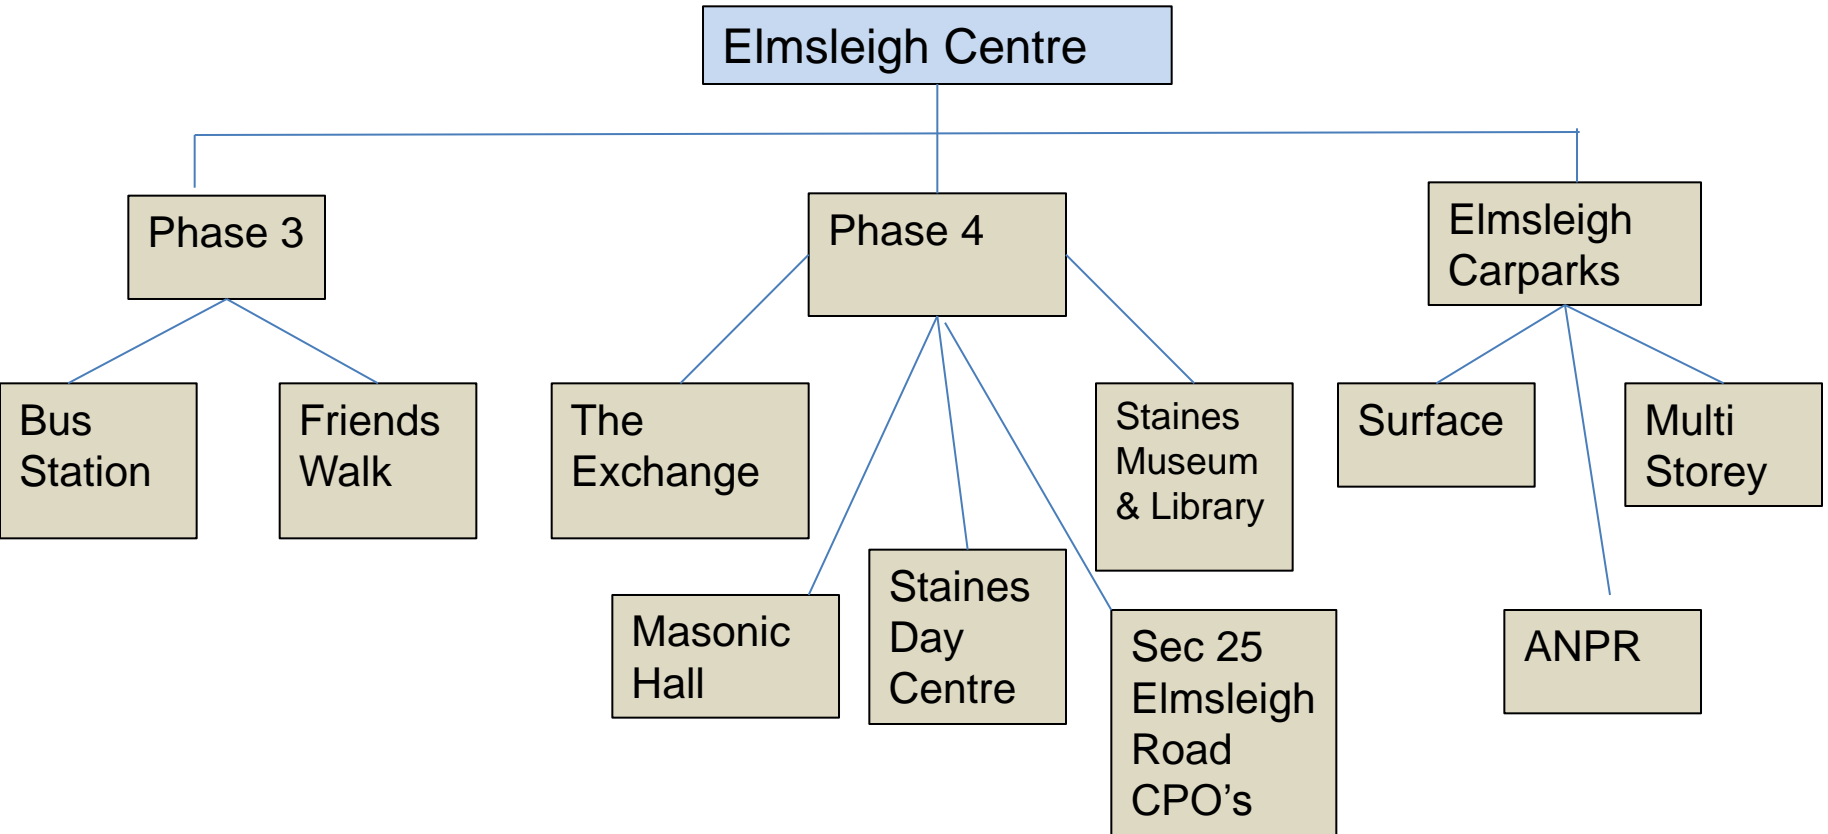 Elmsleigh Centre
Phase 3
Phase 4
Elmsleigh
Carparks
Bus
Station
Friends
Walk
The
Exchange
Staines
Museum
& Library
Surface
Multi
Storey
Masonic
Hall
Staines
Day
Centre
Sec 25
Elmsleigh
Road
CPO’s
ANPR